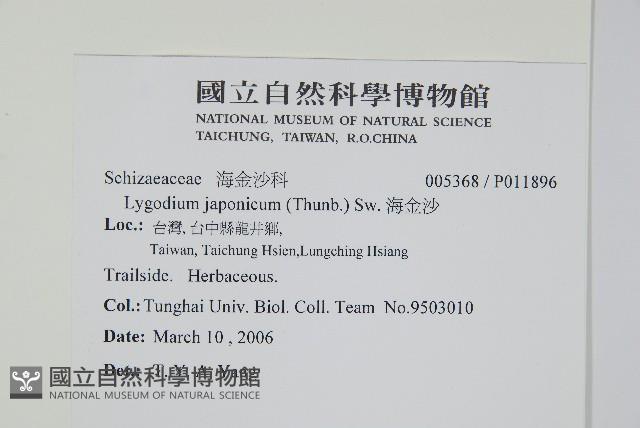 國立自然科學博物館
NATIONAL MUSEUM OF NATURAL SCIENCE
TAICHUNG, TAIWAN, R.O.CHINA
Schizaeaceae 海金沙科 005368 / P011896
Lygodium japonicum (Thunb.) Sw. 海金沙
Loc.: 台灣, 台中縣龍井鄉,
Taiwan, Taichung Hsien,Lungching Hsiang
Trailside. Herbaceous.
Col.: Tunghai Univ. Biol. Coll. Team No.9503010
Date: March 10 , 2006
國立自然科學博物館
NATIONAL MUSEUM OF NATURAL SCIENCE